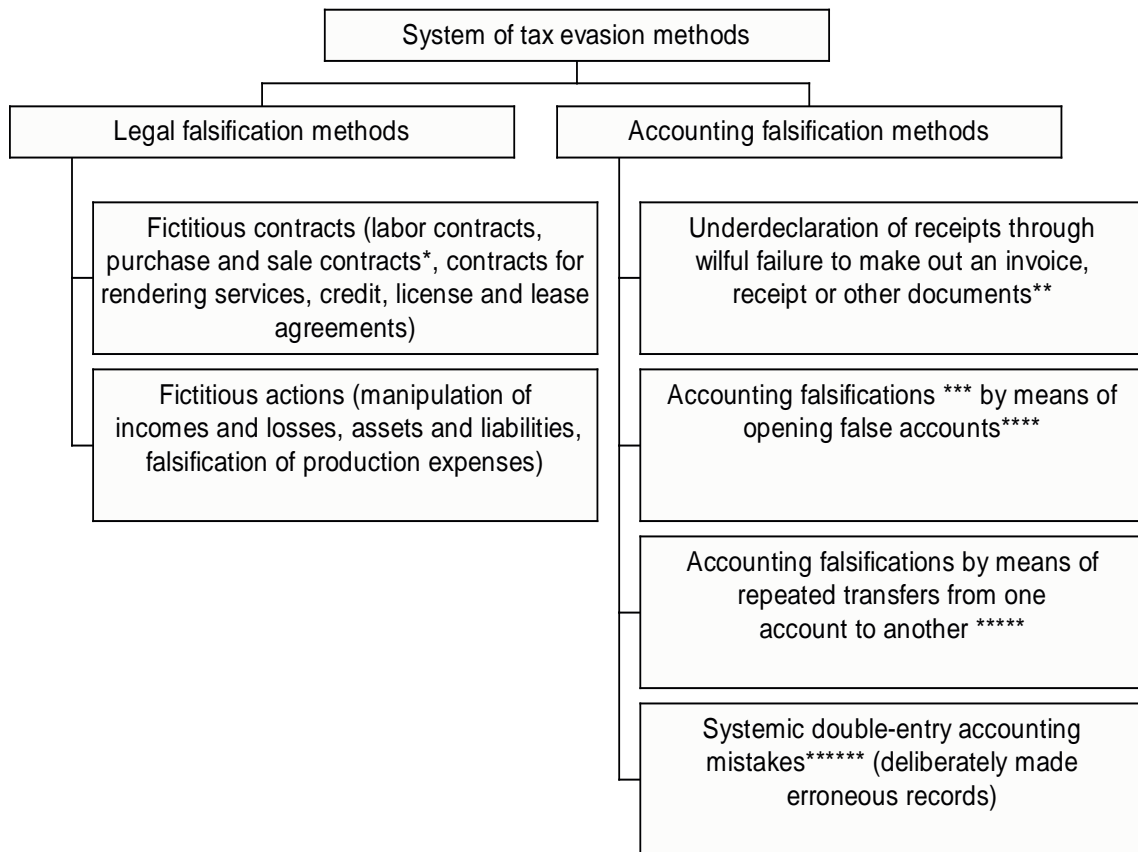 System of tax evasion methods
Legal falsification methods
Accounting falsification methods
Fictitious contracts (labor contracts,
purchase and sale contracts*, contracts for
rendering services, credit, license and lease
agreements)
Fictitious actions (manipulation of
incomes and losses, assets and liabilities,
falsification of production expenses)
Underdeclaration of receipts through
wilful failure to make out an invoice,
receipt or other documents**
Accounting falsifications *** by means of
opening false accounts****
Accounting falsifications by means of
repeated transfers from one
account to another *****
Systemic double-entry accounting
mistakes****** (deliberately made
erroneous records)